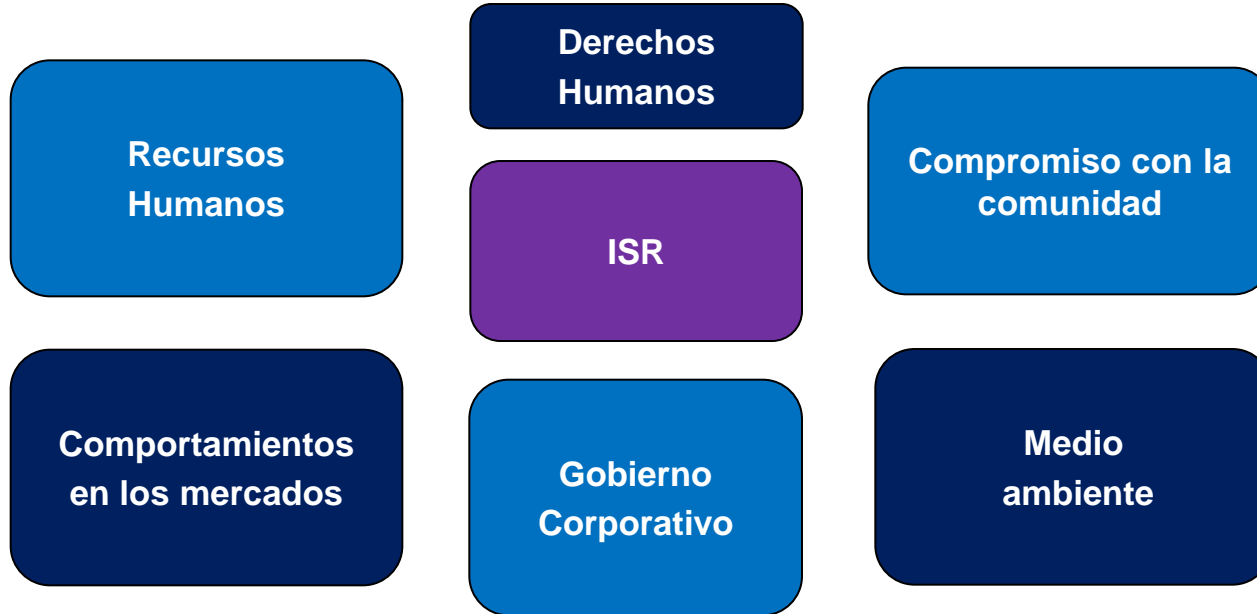 Derechos
Humanos
Recursos
Humanos
Compromiso con la
comunidad
ISR
Comportamientos
en los mercados
Gobierno
Corporativo
Medio
ambiente